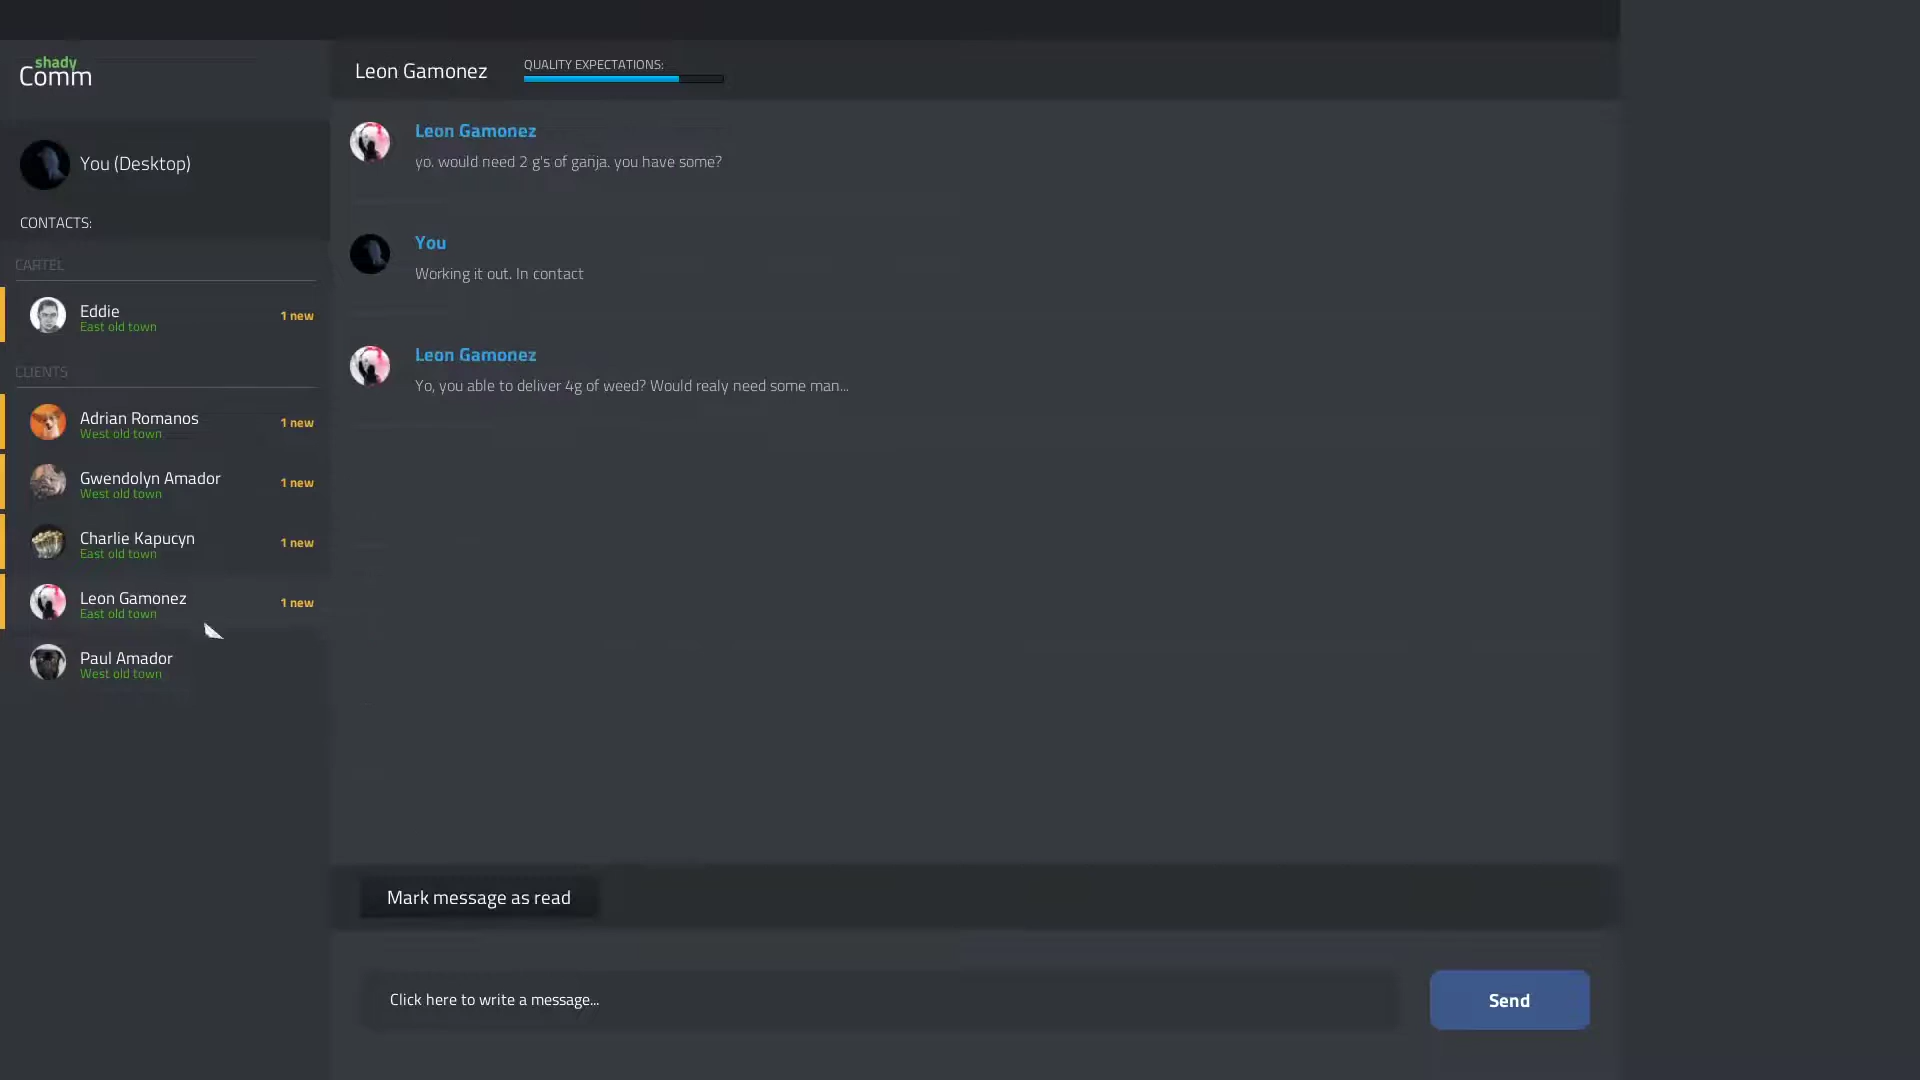 shady
Comm
You (Desktop)
CONTACTS:
CARTEL
Eddie
East old town
1 new
CLIENTS
Adrian Romanos
West old town
1 new
Gwendolyn Amador
West old town
1 new
Charlie Kapucyn
East old town
1 new
Leon Gamonez
East old town
1 new
Paul Amador
West old town
Leon Gamonez
QUALITY EXPECTATIONS:
Leon Gamonez
yo. would need 2 g's of ganja. you have some?
You
Working it out. In contact
Leon Gamonez
Yo, you able to deliver 4g of weed? Would realy need some man...
Mark message as read
Click here to write a message...
Send